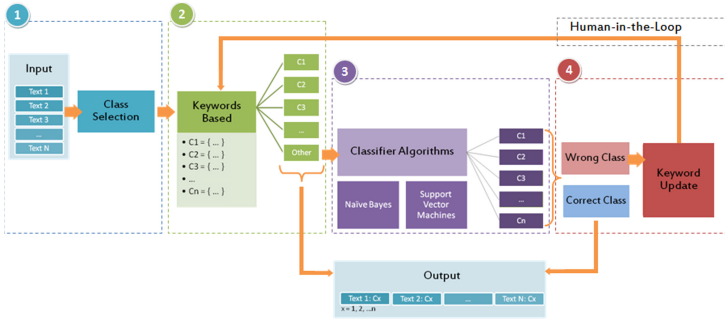 1
2
Human-in-the-Loop
3
4
Input
Text 1
Text 2
Text 3
...
Text N
Class
Selection
Keywords
Based
• C1 = { ... }
• C2 = { ... }
• C3 = { ... }
• ...
• Cn = { ... }
C1
C2
C3
...
Other
Classifier Algorithms
Naïve Bayes
Support
Vector
Machines
C1
C2
C3
...
Cn
Wrong Class
Correct Class
Keyword
Update
Output
Text 1: Cx
Text 2: Cx
...
Text N: Cx
x = 1, 2, ...n